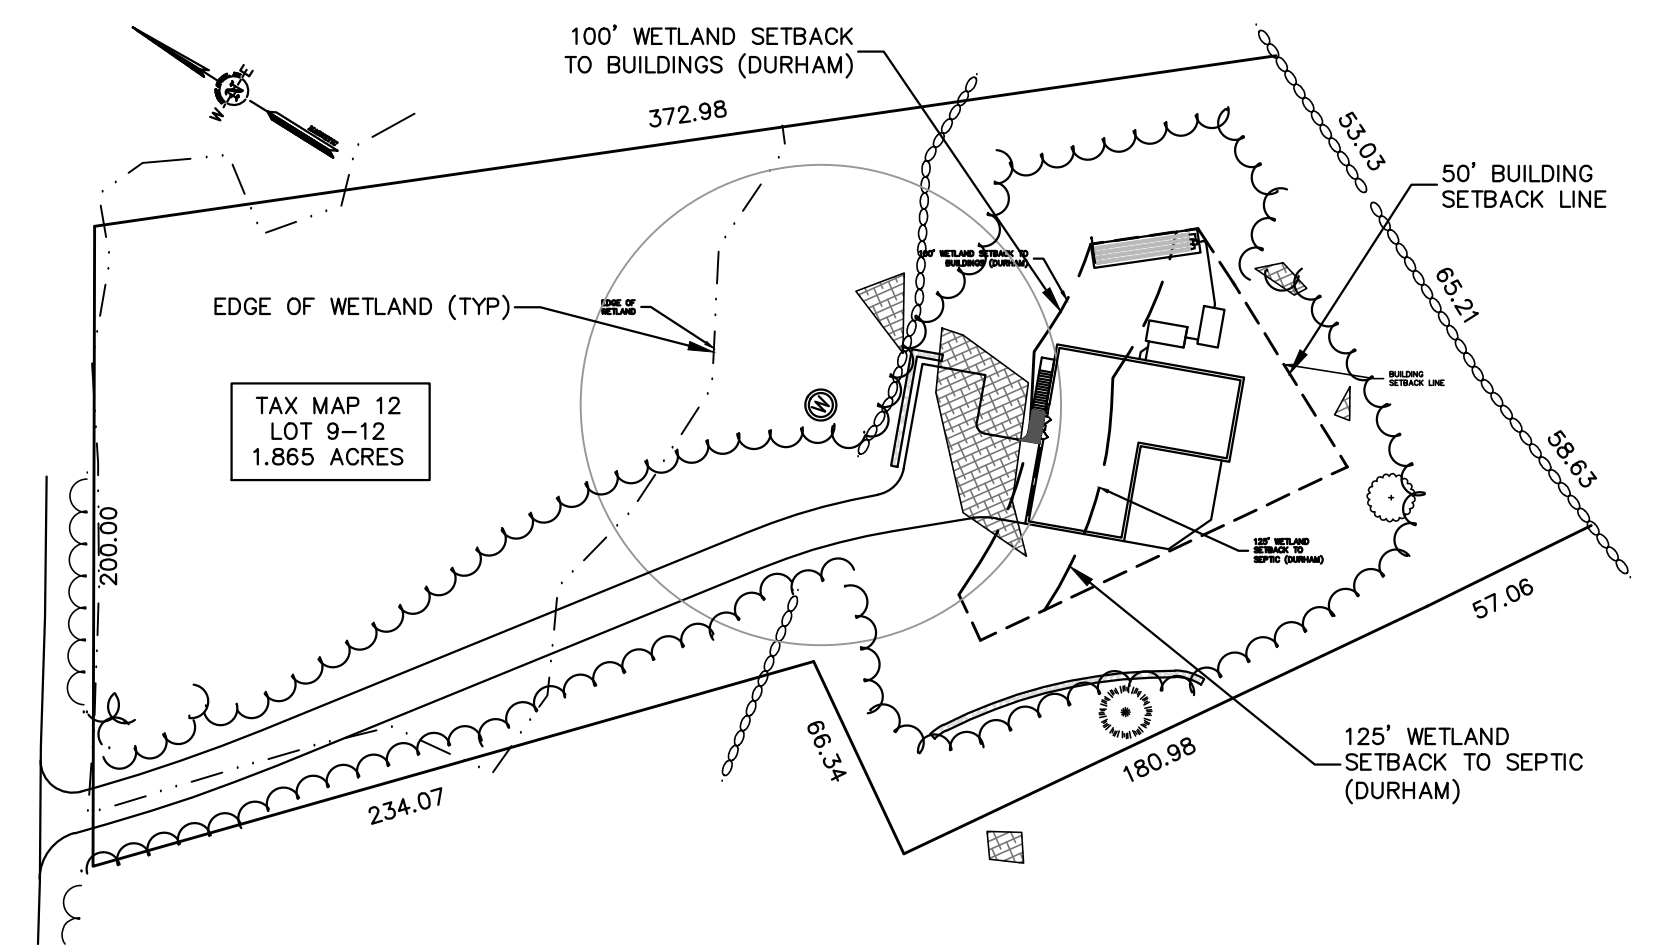 100' WETLAND SETBACK
TO BUILDINGS (DURHAM)
E
W
372.98
53.03
50' BUILDING
SETBACK LINE
100' WETLAND SETBACK TO
BUILDINGS (DURHAM)
65.21
EDGE OF WETLAND (TYP)
EDGE OF
WETLAND
BUILDING
SETBACK LINE
TAX MAP 12
LOT 9-12
1.865 ACRES
W
58.63
200.00
125' WETLAND
SETBACK TO
SEPTIC (DURHAM)
57.06
66.34
180.98
125' WETLAND
SETBACK TO SEPTIC
(DURHAM)
234.07